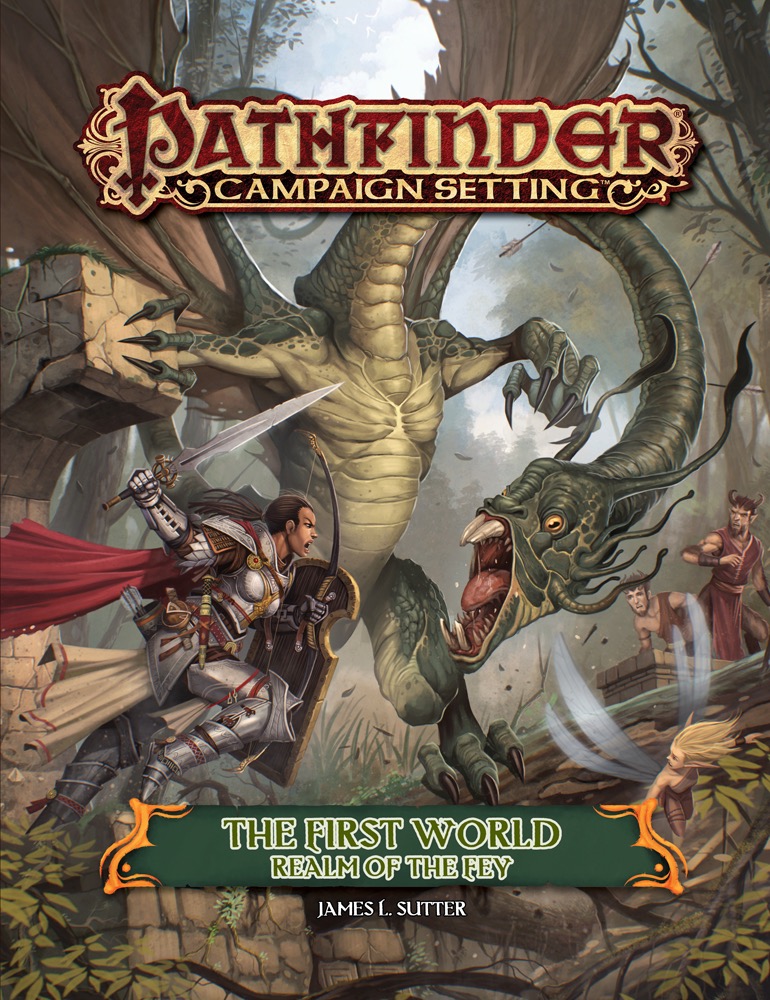 PATHFINDER®
CAMPAIGN SETTING™
THE FIRST WORLD
REALM OF THE FEY
JAMES L. SUTTER